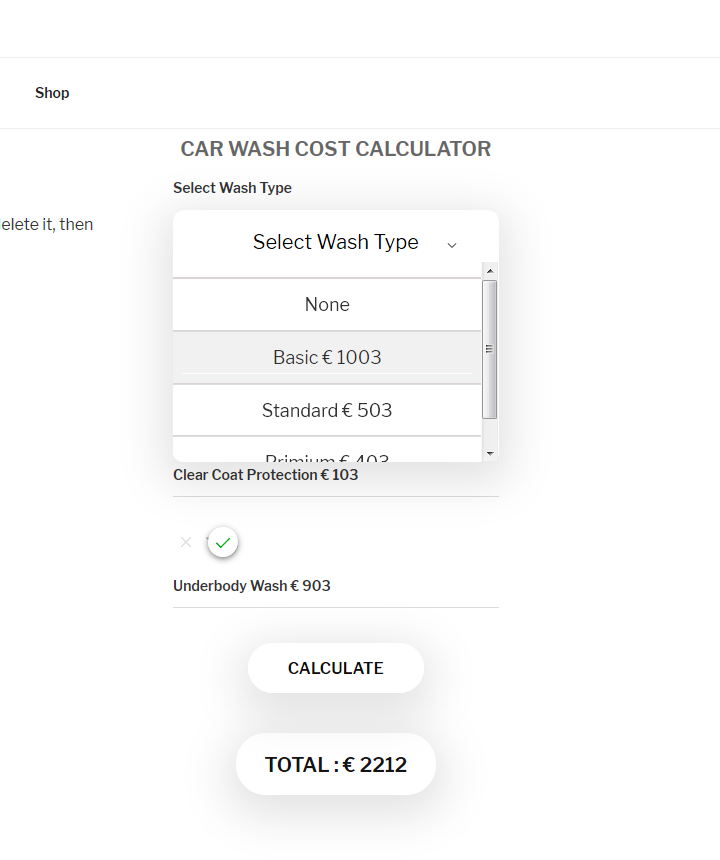 Shop
CAR WASH COST CALCULATOR
Select Wash Type
elete it, then
Select Wash Type
None
Basic € 1003
Standard € 503
Primium € 403
Clear Coat Protection € 103
Underbody Wash € 903
CALCULATE
TOTAL : € 2212